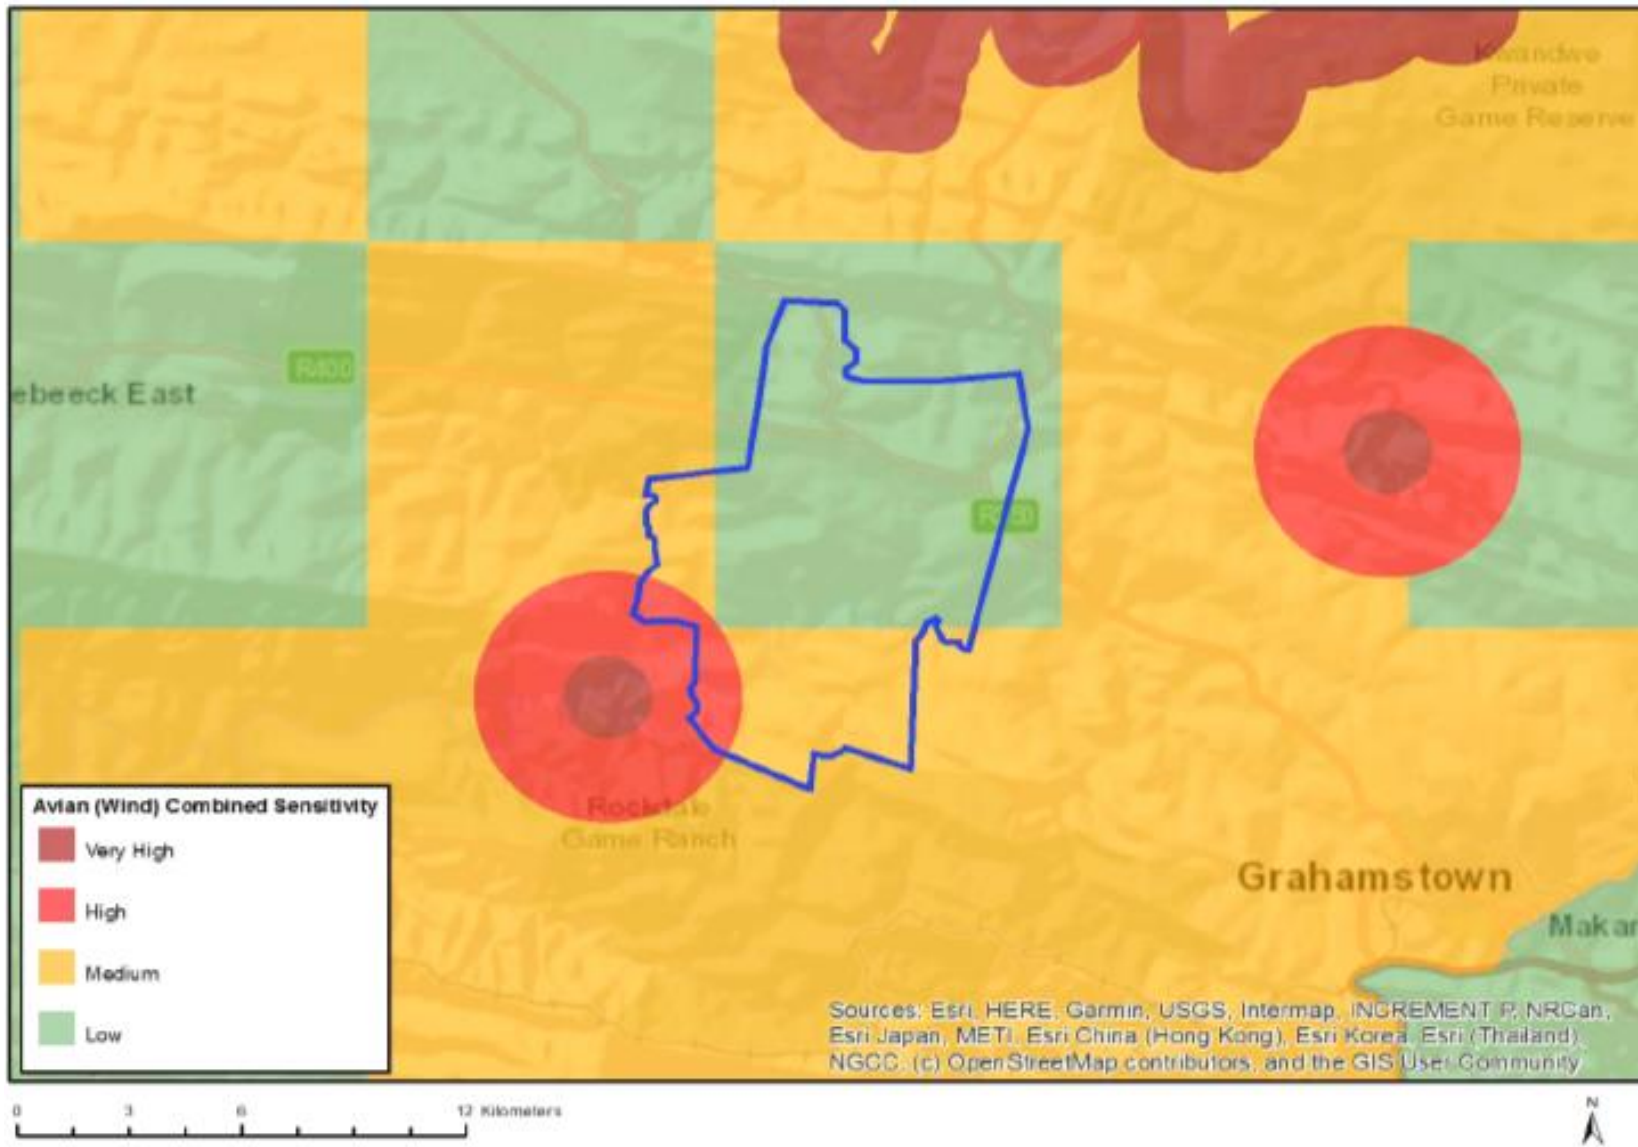 Kwandwe
Private
Game Reserve
R400
ebeeck East
Rockdale
Game Ranch
Grahamstown
Makan
Avian (Wind) Combined Sensitivity
Very High
High
Medium
Low
Sources: Esri, HERE, Garmin, USGS, Intermap, INCREMENT P, NRCan,
Esri Japan, METI, Esri China (Hong Kong), Esri Korea, Esri (Thailand),
NGCC, (c) OpenStreetMap contributors, and the GIS User Community
0 3 6 12 Kilometers
N